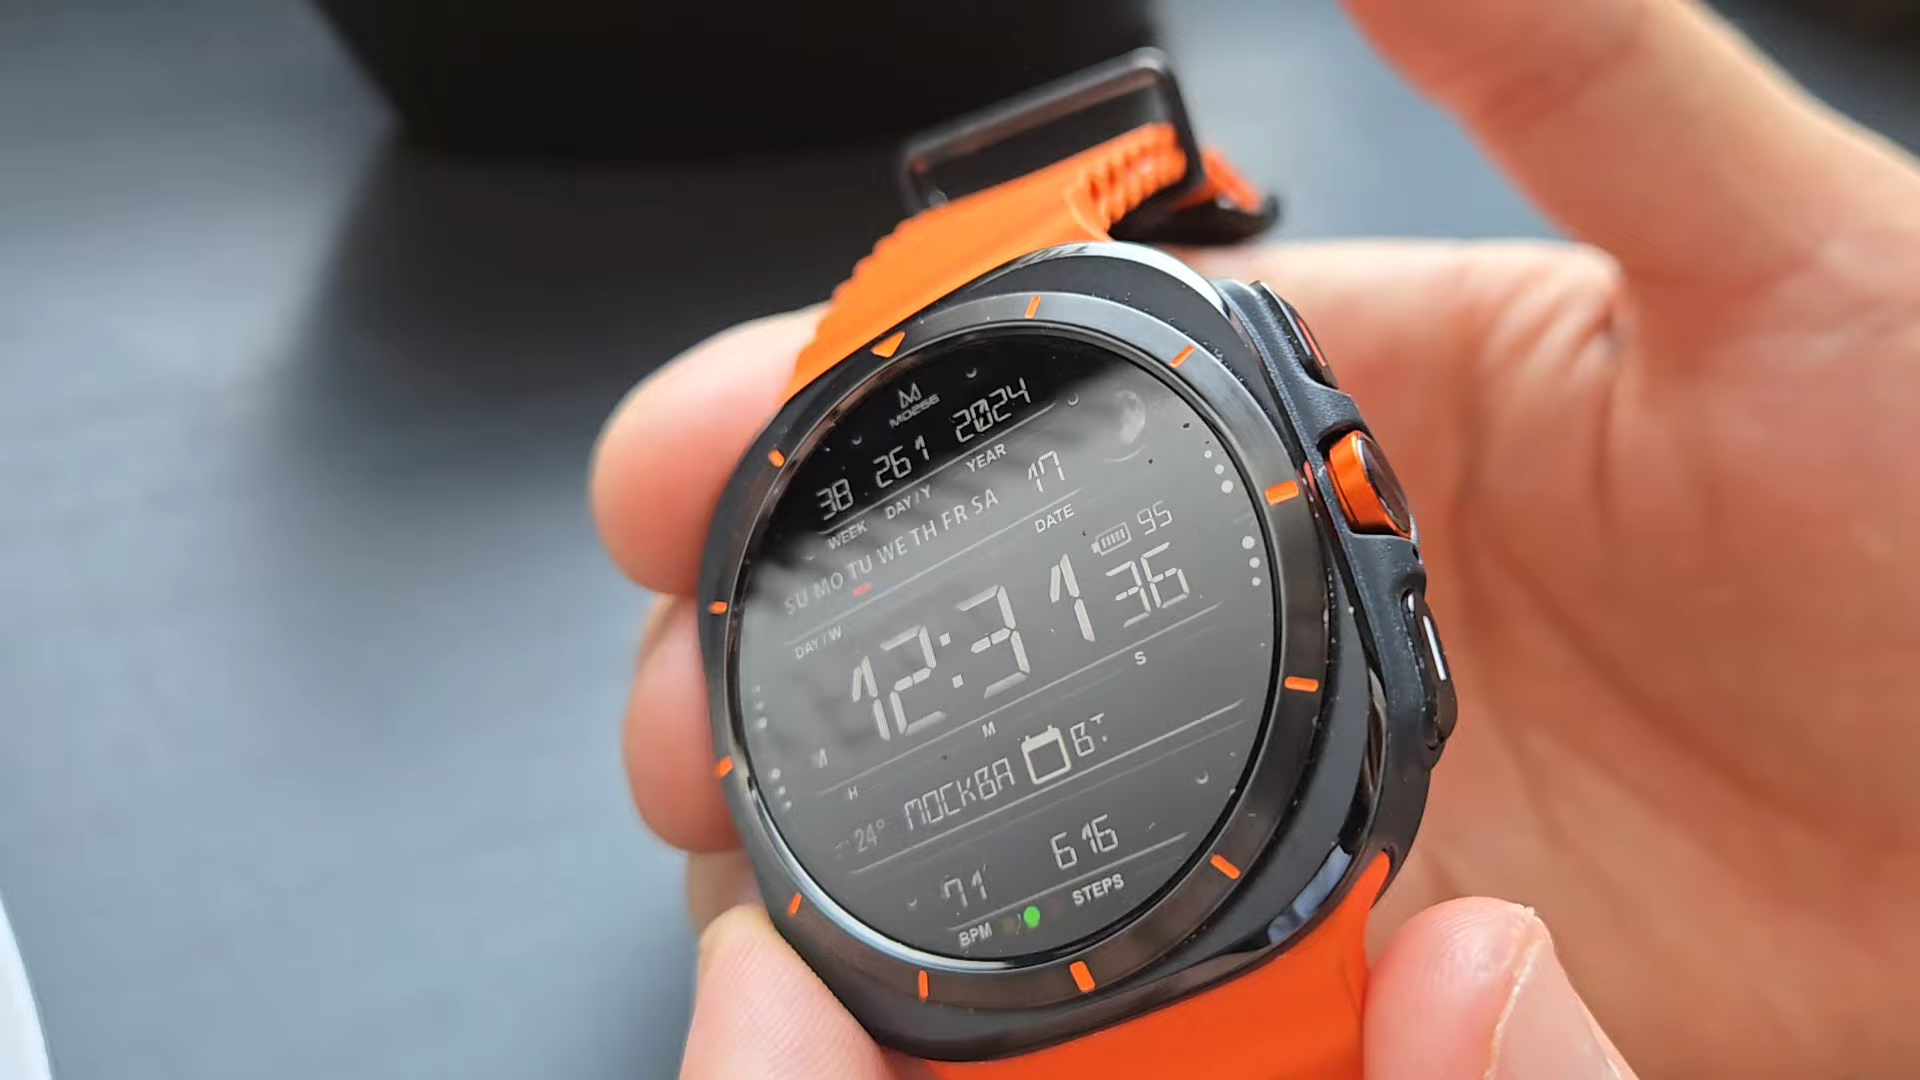 38 261 2024
WEEK DAY/Y YEAR
SU MO TU WE TH FR SA 17
DAY/W DATE
95
12:31 36
H M S
24° МОСКВА ВТ
71 616
BPM STEPS